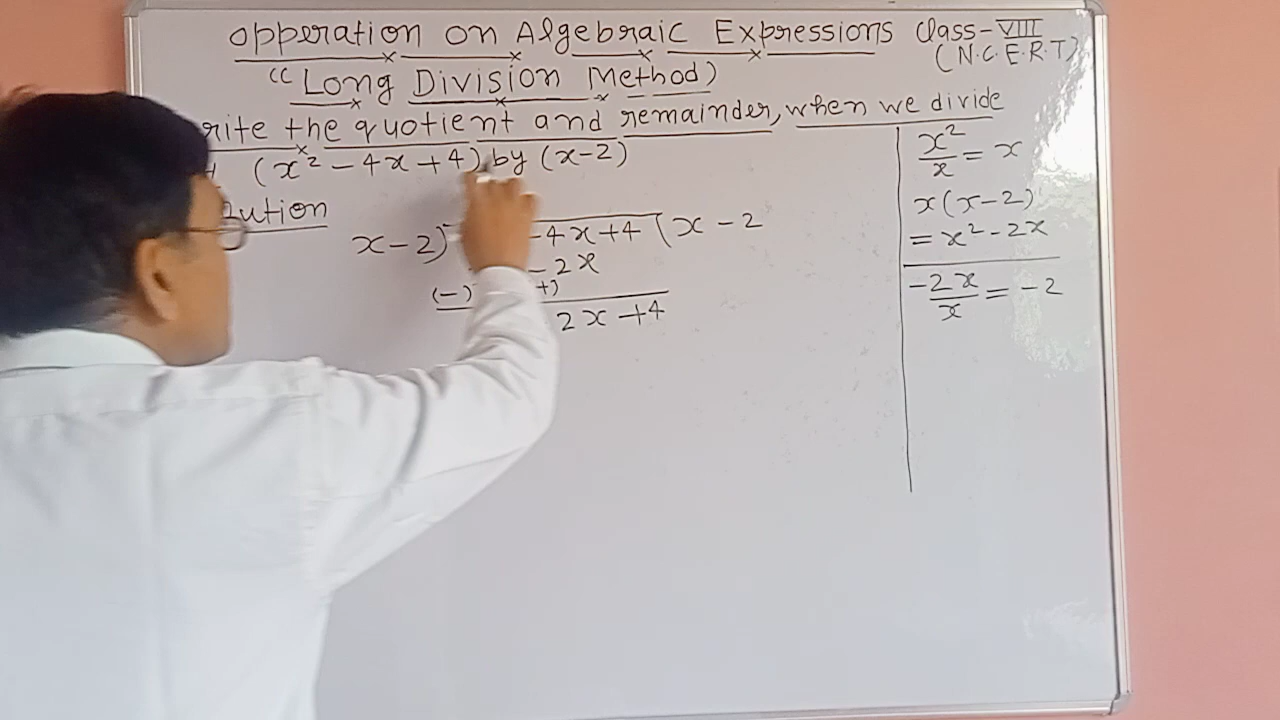 opperation on Algebraic Expressions Class-VIII
(N.C.E.R.T)
(Long Division Method)
rite the quotient and remainder, when we divide
(x² - 4x + 4) by (x-2)
ution
x-2) -4x+4 (x - 2
- 2x
(-) +)
2x + 4
x²/x = x
x(x-2)
= x² - 2x
-2x/x = -2